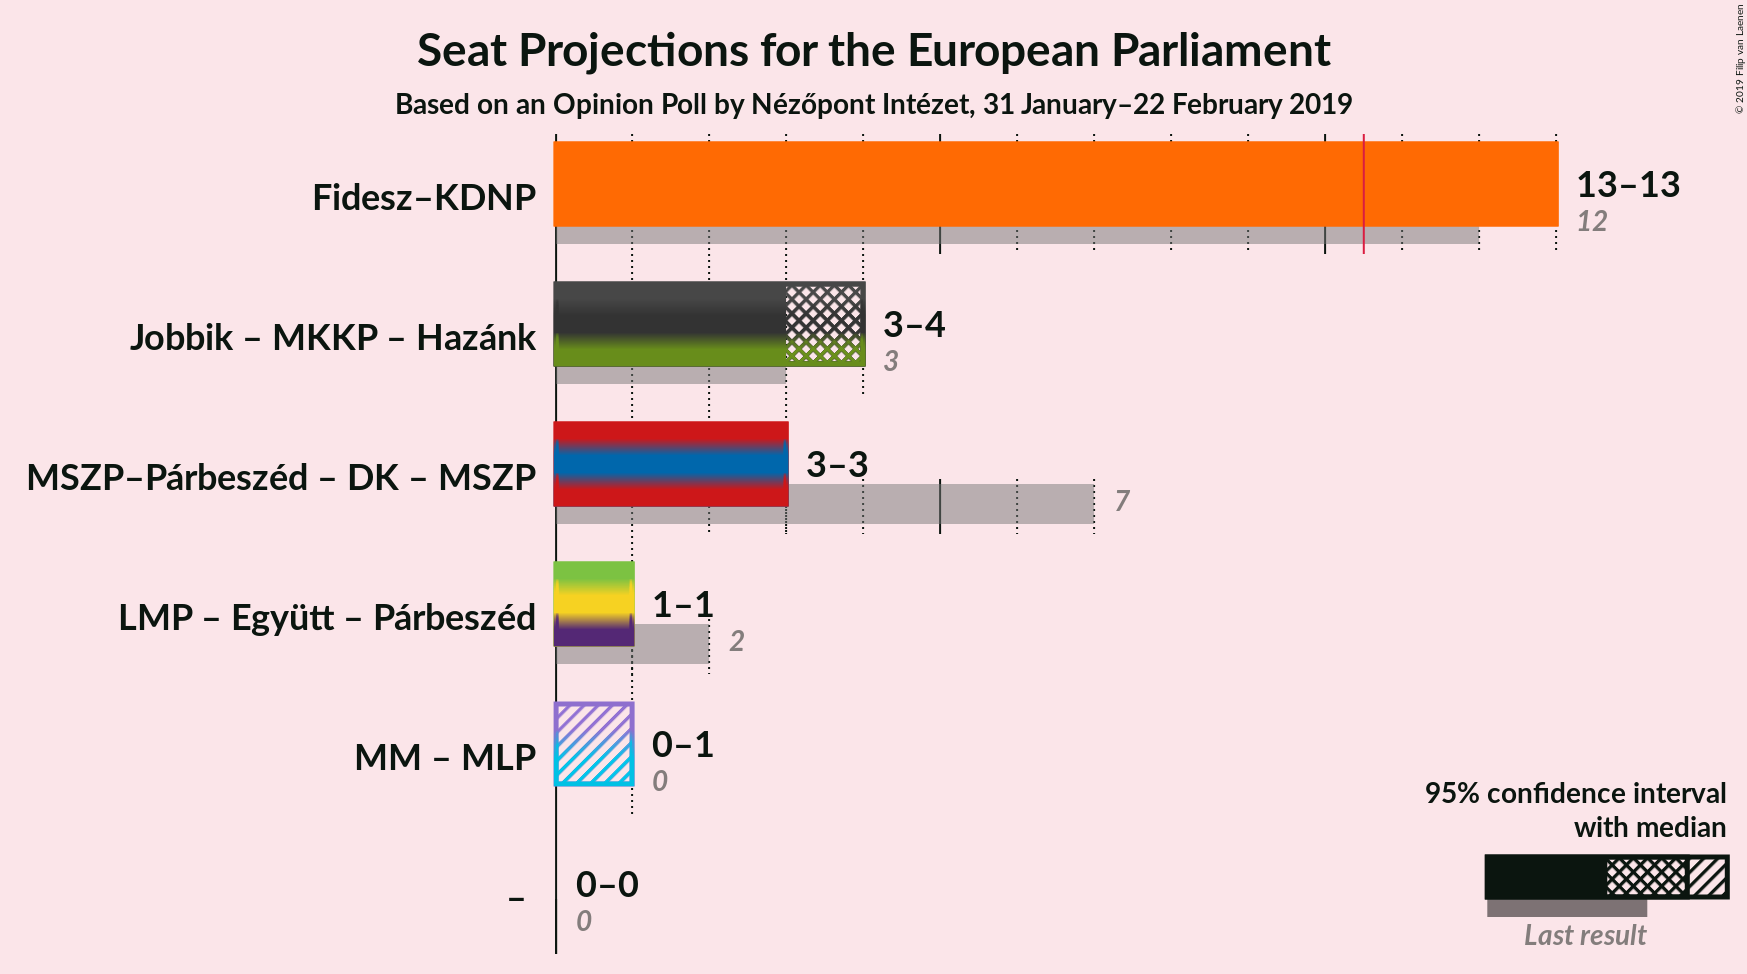 Seat Projections for the European Parliament
Based on an Opinion Poll by Nézőpont Intézet, 31 January–22 February 2019
© 2019 Filip van Laenen
Fidesz–KDNP
13–13
12
Jobbik – MKKP – Hazánk
3–4
3
MSZP–Párbeszéd – DK – MSZP
3–3
7
LMP – Együtt – Párbeszéd
1–1
2
MM – MLP
0–1
0
–
0–0
0
95% confidence interval
with median
Last result